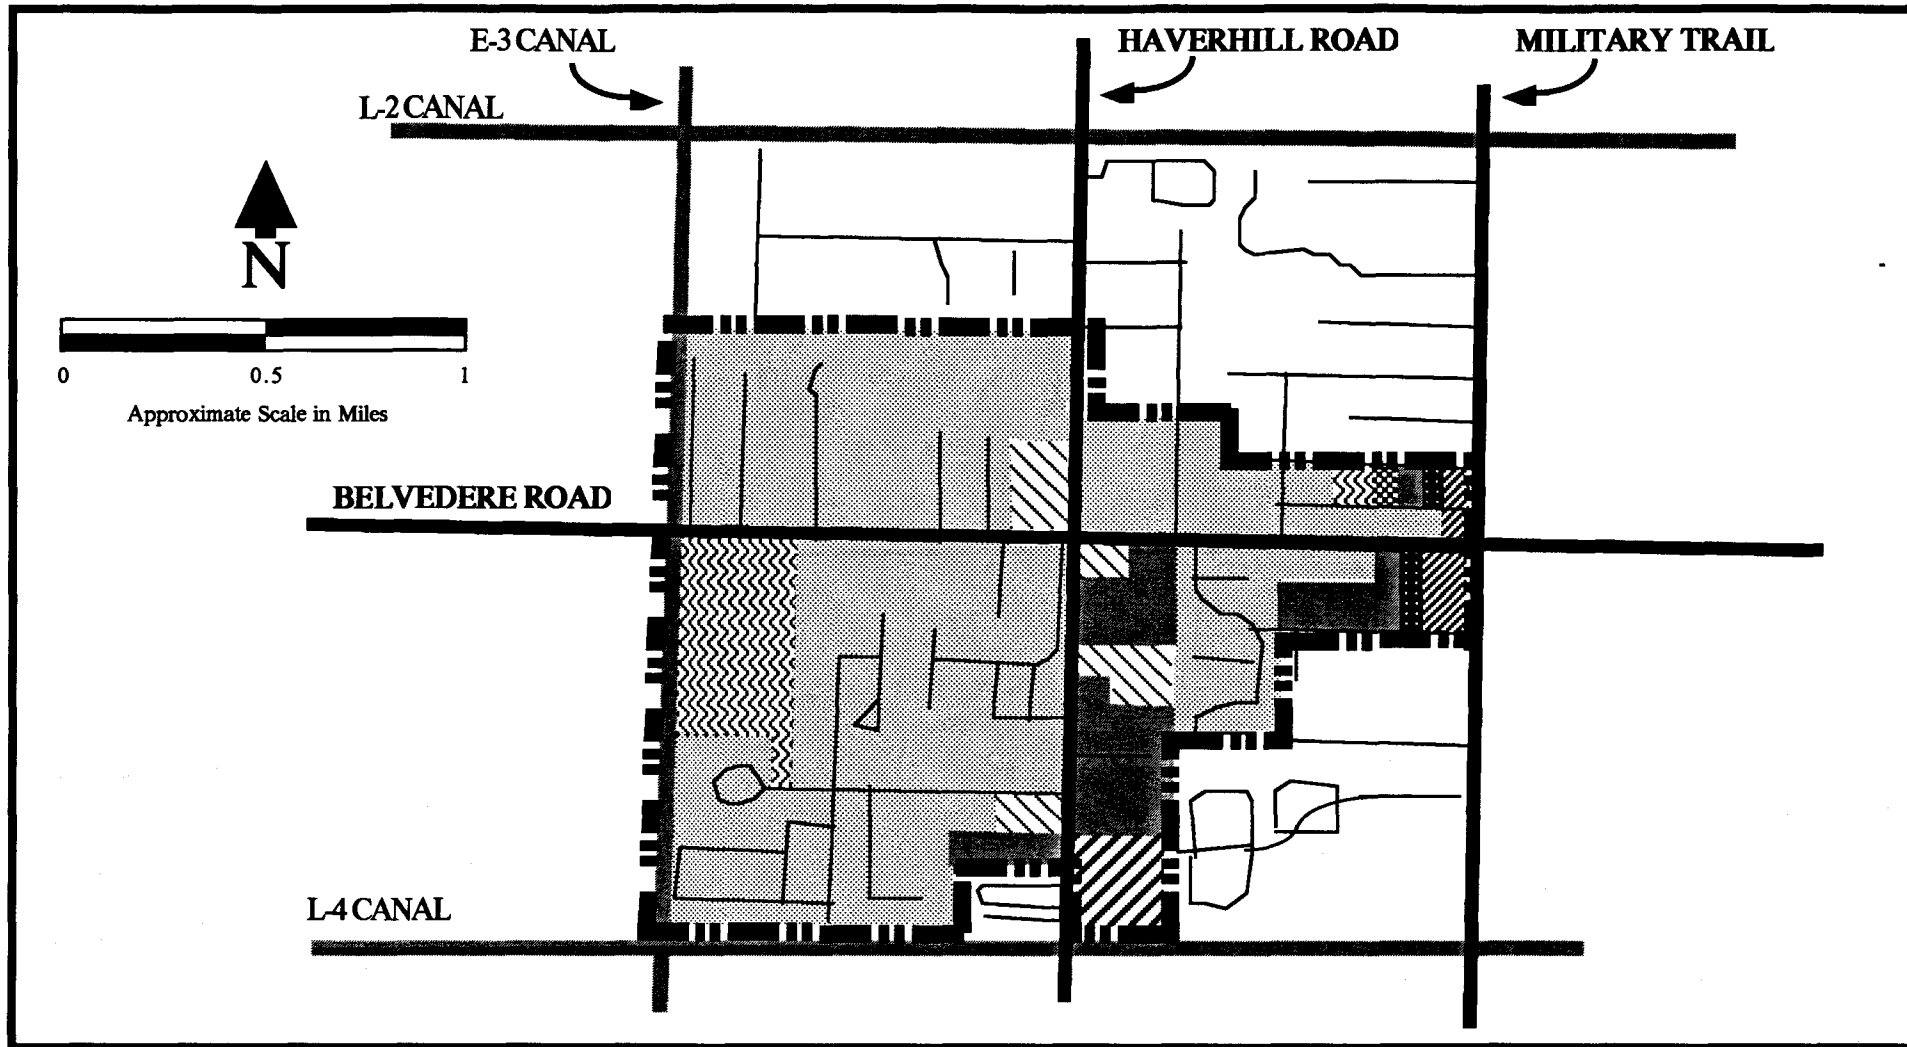 E-3 CANAL
HAVERHILL ROAD
MILITARY TRAIL
L-2 CANAL
N
0 0.5 1
Approximate Scale in Miles
BELVEDERE ROAD
L-4 CANAL